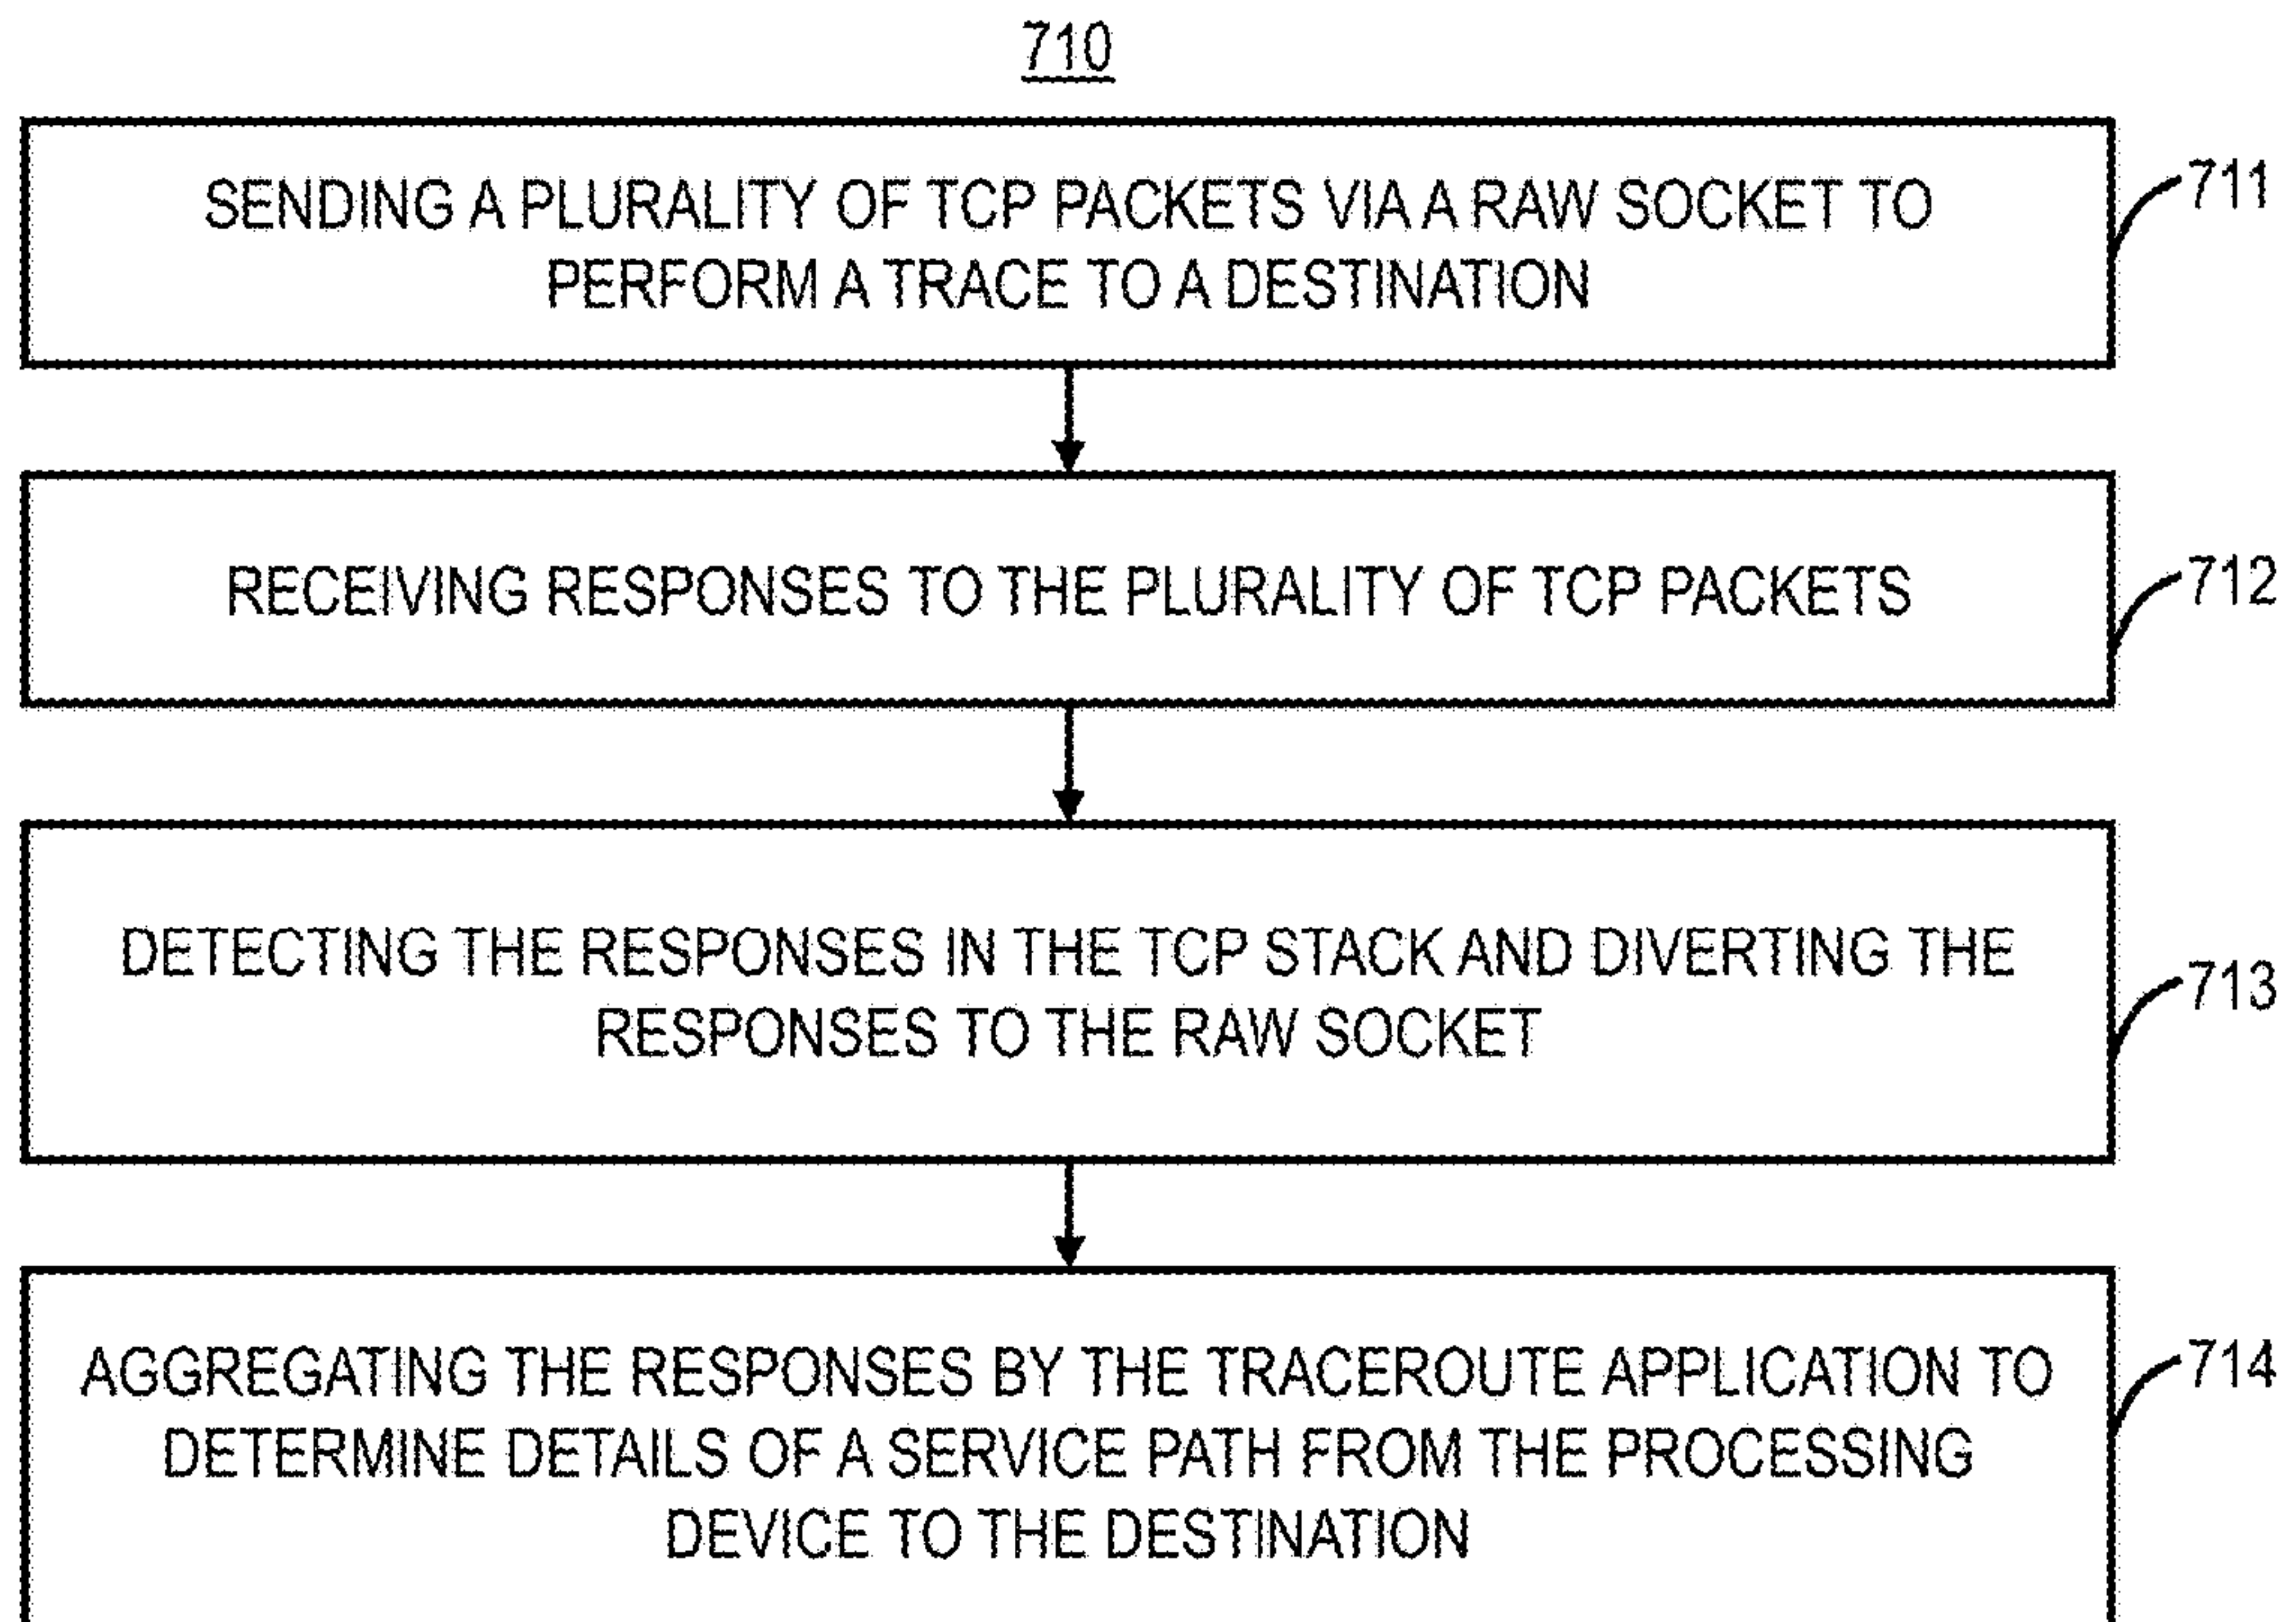 710
SENDING A PLURALITY OF TCP PACKETS VIA A RAW SOCKET TO
PERFORM A TRACE TO A DESTINATION
711
RECEIVING RESPONSES TO THE PLURALITY OF TCP PACKETS
712
DETECTING THE RESPONSES IN THE TCP STACK AND DIVERTING THE
RESPONSES TO THE RAW SOCKET
713
AGGREGATING THE RESPONSES BY THE TRACEROUTE APPLICATION TO
DETERMINE DETAILS OF A SERVICE PATH FROM THE PROCESSING
DEVICE TO THE DESTINATION
714